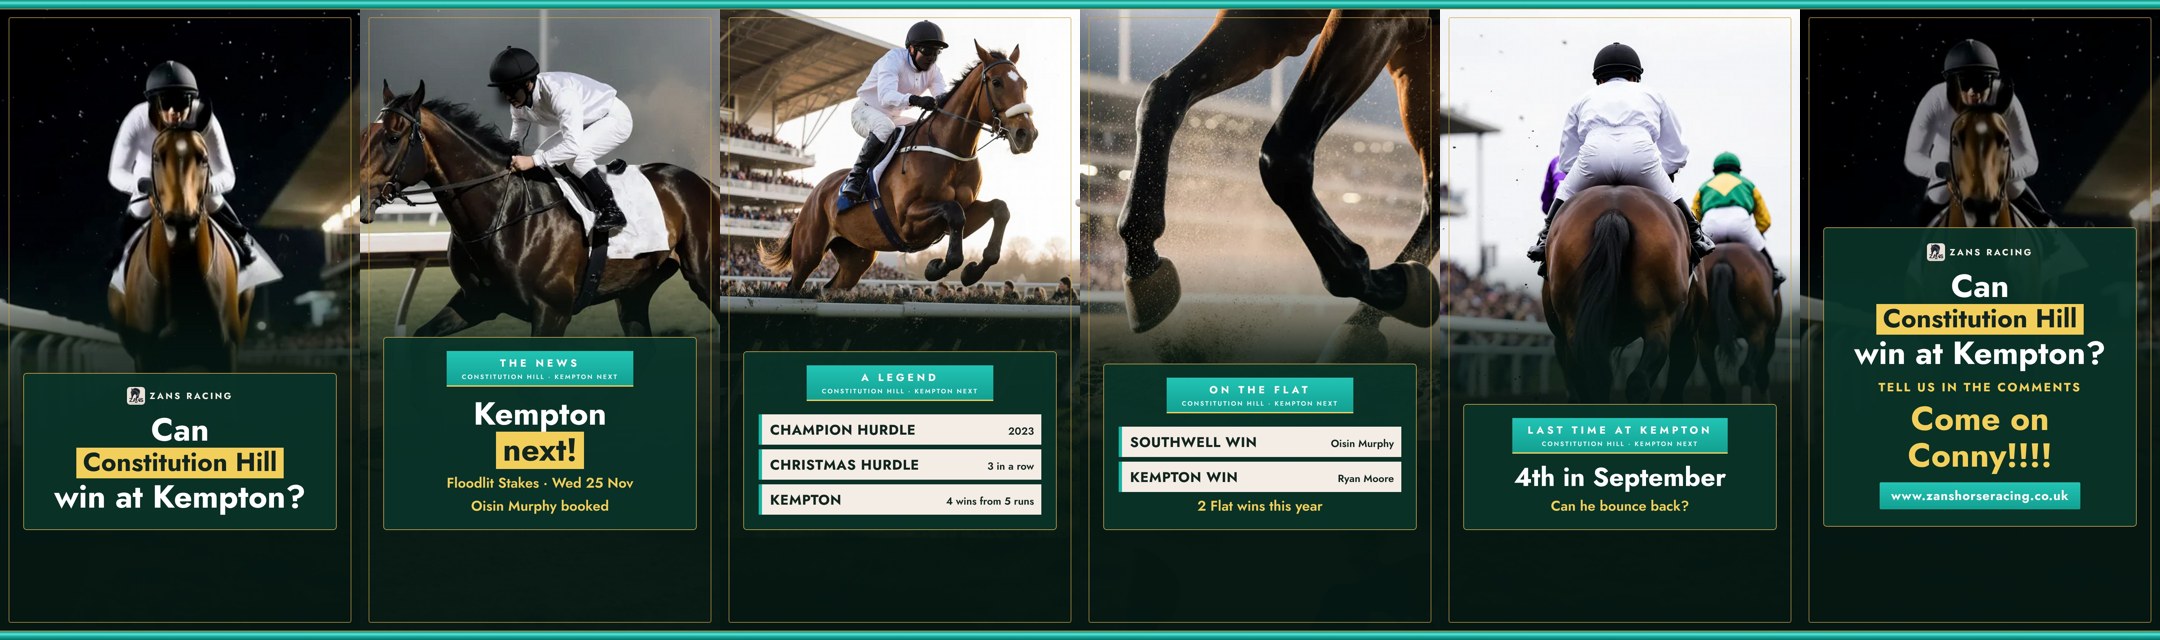 ZANS RACING
Can
Constitution Hill
win at Kempton?
THE NEWS
CONSTITUTION HILL · KEMPTON NEXT
Kempton
next!
Floodlit Stakes · Wed 25 Nov
Oisin Murphy booked
A LEGEND
CONSTITUTION HILL · KEMPTON NEXT
CHAMPION HURDLE 2023
CHRISTMAS HURDLE 3 in a row
KEMPTON 4 wins from 5 runs
ON THE FLAT
CONSTITUTION HILL · KEMPTON NEXT
SOUTHWELL WIN Oisin Murphy
KEMPTON WIN Ryan Moore
2 Flat wins this year
LAST TIME AT KEMPTON
CONSTITUTION HILL · KEMPTON NEXT
4th in September
Can he bounce back?
ZANS RACING
Can
Constitution Hill
win at Kempton?
TELL US IN THE COMMENTS
Come on
Conny!!!!
www.zanshorseracing.co.uk